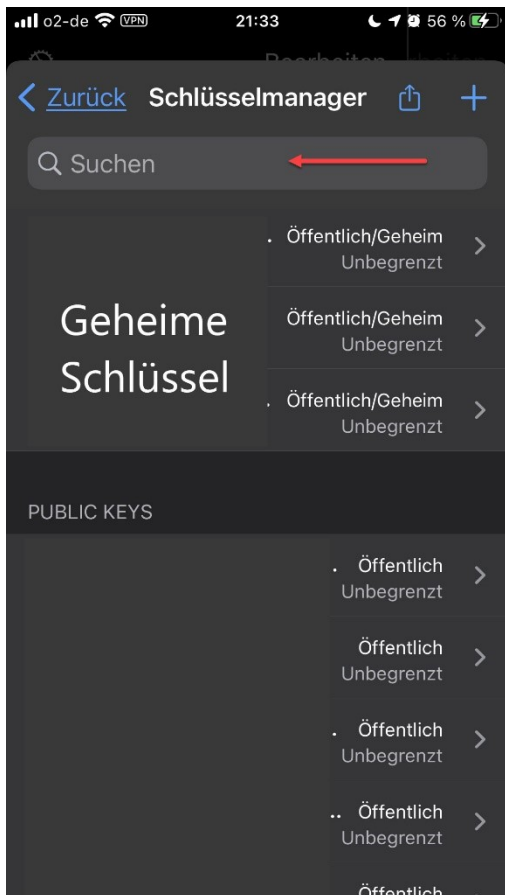 o2-de VPN 21:33 56 %
Bearbeiten
Zurück Schlüsselmanager
Suchen
Öffentlich/Geheim
Unbegrenzt
Geheime
Schlüssel
Öffentlich/Geheim
Unbegrenzt
. Öffentlich/Geheim
Unbegrenzt
PUBLIC KEYS
. Öffentlich
Unbegrenzt
Öffentlich
Unbegrenzt
. Öffentlich
Unbegrenzt
.. Öffentlich
Unbegrenzt
Öffentlich